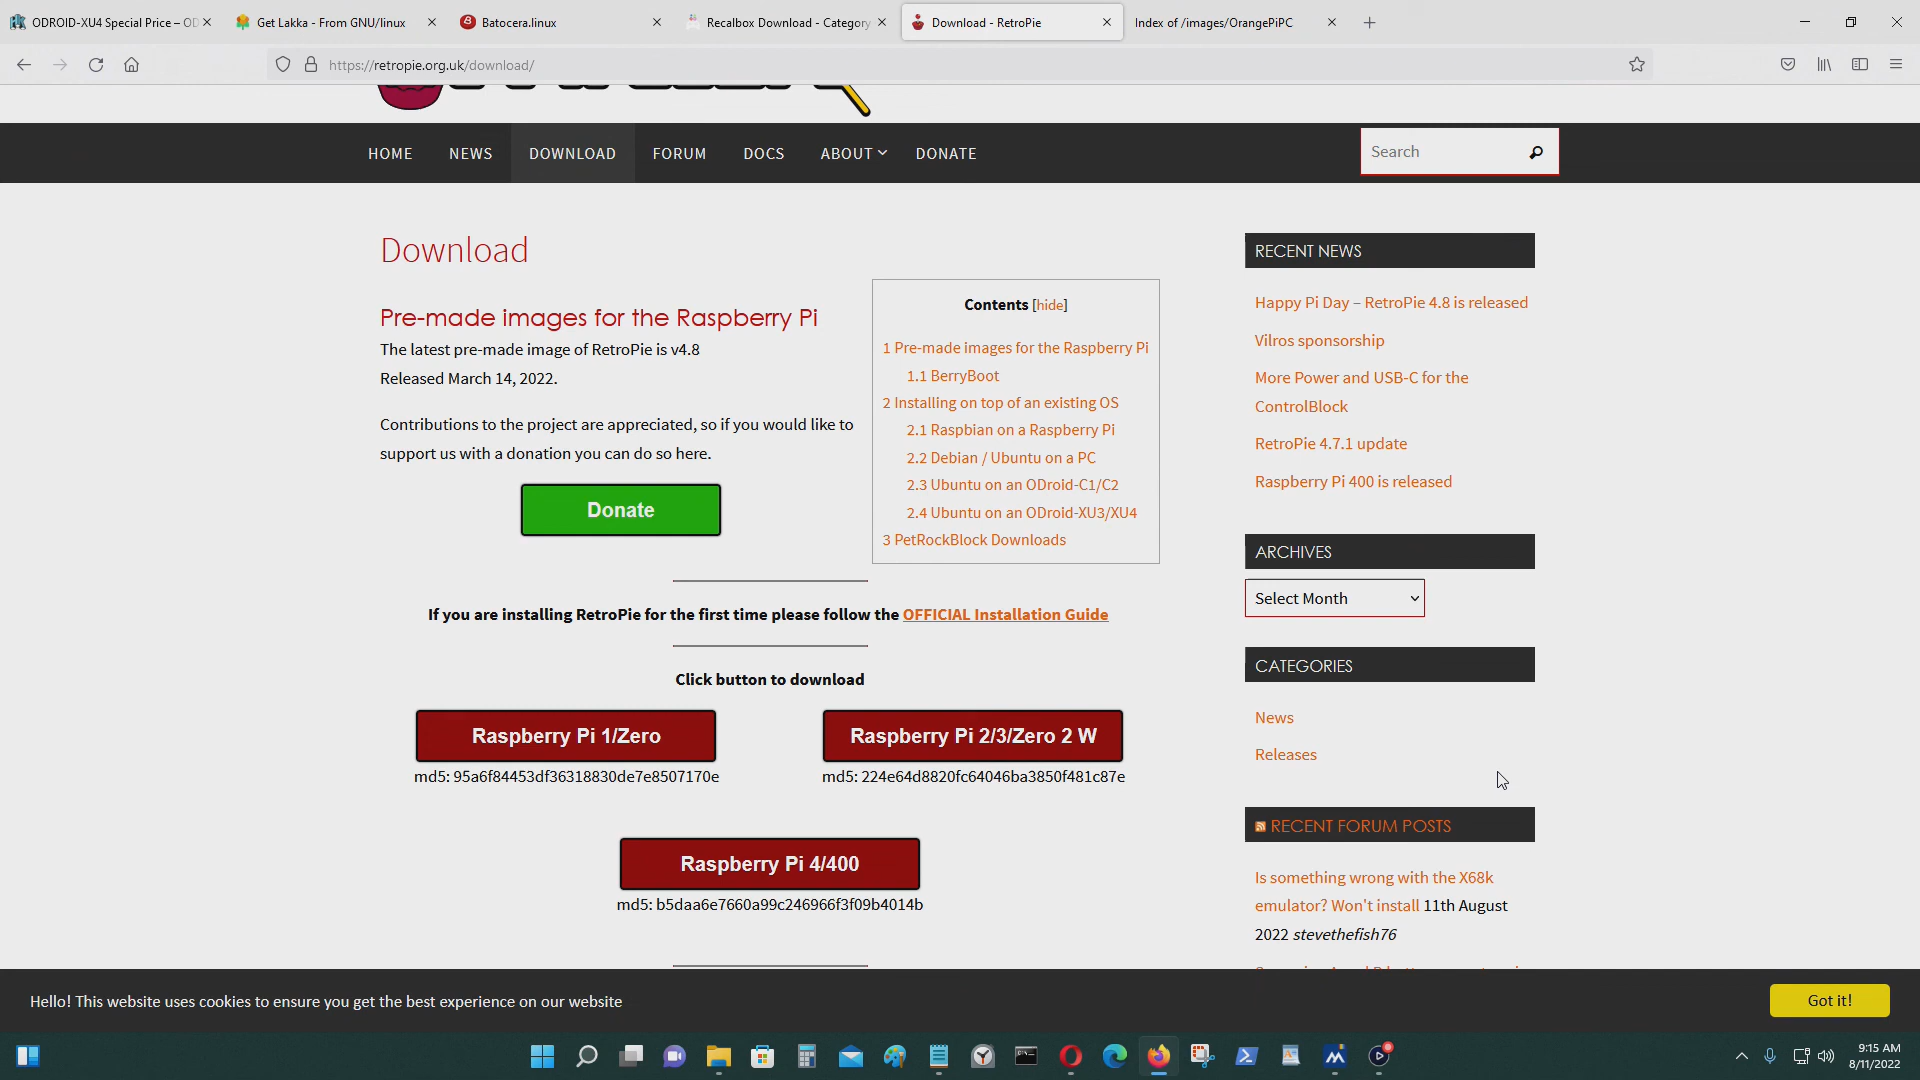 ODROID-XU4 Special Price – OD
Get Lakka - From GNU/linux
Batocera.linux
Recalbox Download - Category
Download - RetroPie
Index of /images/OrangePiPC
https://retropie.org.uk/download/
HOME
NEWS
DOWNLOAD
FORUM
DOCS
ABOUT
DONATE
Search
Download
Pre-made images for the Raspberry Pi
The latest pre-made image of RetroPie is v4.8
Released March 14, 2022.
Contributions to the project are appreciated, so if you would like to
support us with a donation you can do so here.
Donate
Contents [hide]
1 Pre-made images for the Raspberry Pi
1.1 BerryBoot
2 Installing on top of an existing OS
2.1 Raspbian on a Raspberry Pi
2.2 Debian / Ubuntu on a PC
2.3 Ubuntu on an ODroid-C1/C2
2.4 Ubuntu on an ODroid-XU3/XU4
3 PetRockBlock Downloads
If you are installing RetroPie for the first time please follow the OFFICIAL Installation Guide
Click button to download
Raspberry Pi 1/Zero
md5: 95a6f84453df36318830de7e8507170e
Raspberry Pi 2/3/Zero 2 W
md5: 224e64d8820fc64046ba3850f481c87e
Raspberry Pi 4/400
md5: b5daa6e7660a99c246966f3f09b4014b
RECENT NEWS
Happy Pi Day – RetroPie 4.8 is released
Vilros sponsorship
More Power and USB-C for the
ControlBlock
RetroPie 4.7.1 update
Raspberry Pi 400 is released
ARCHIVES
Select Month
CATEGORIES
News
Releases
RECENT FORUM POSTS
Is something wrong with the X68k
emulator? Won't install 11th August
2022 stevethefish76
Hello! This website uses cookies to ensure you get the best experience on our website
Got it!
9:15 AM
8/11/2022